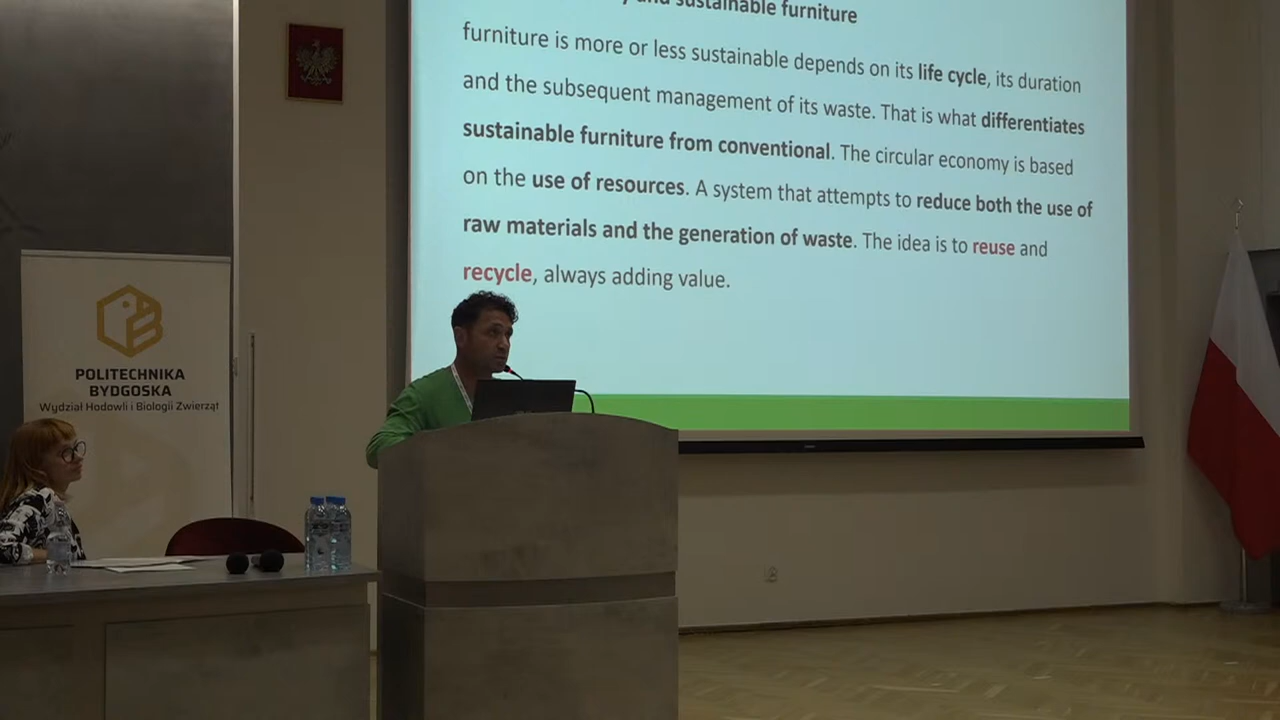 and sustainable furniture
furniture is more or less sustainable depends on its life cycle, its duration
and the subsequent management of its waste. That is what differentiates
sustainable furniture from conventional. The circular economy is based
on the use of resources. A system that attempts to reduce both the use of
raw materials and the generation of waste. The idea is to reuse and
recycle, always adding value.
POLITECHNIKA
BYDGOSKA
Wydział Hodowli i Biologii Zwierząt